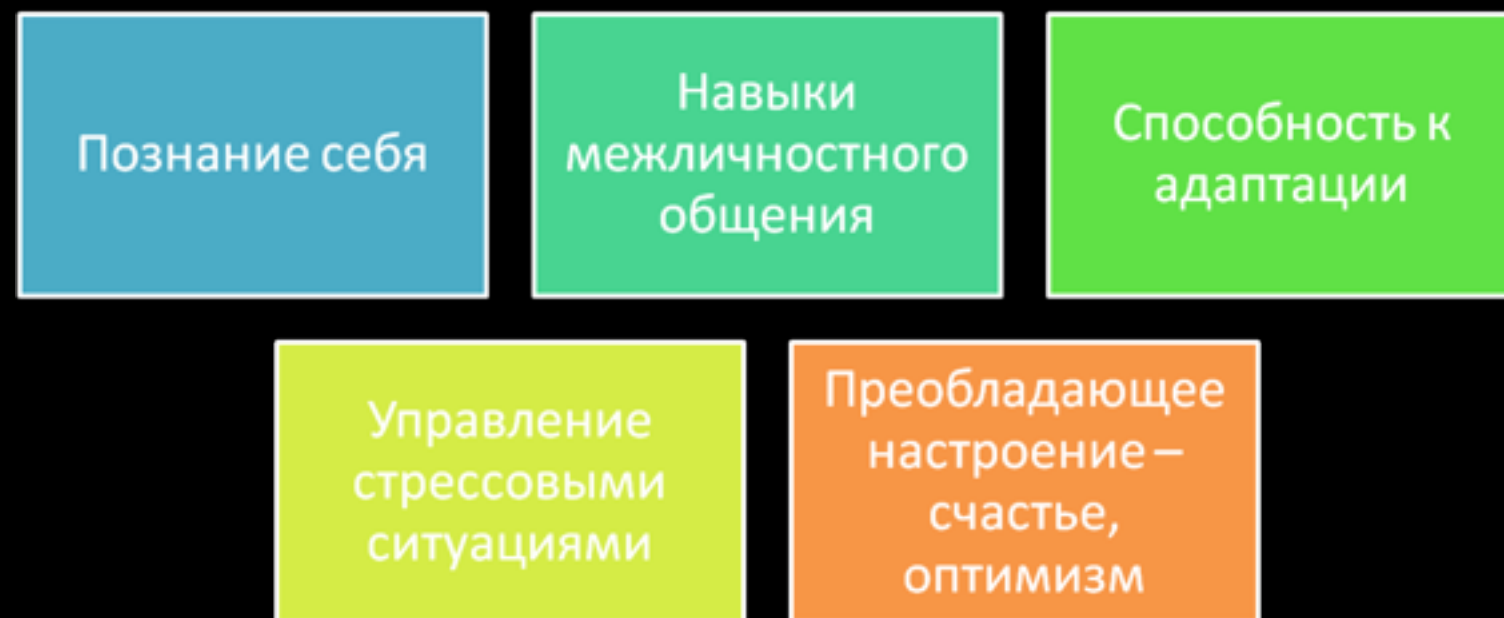 Познание себя
Навыки
межличностного
общения
Способность к
адаптации
Управление
стрессовыми
ситуациями
Преобладающее
настроение –
счастье,
оптимизм